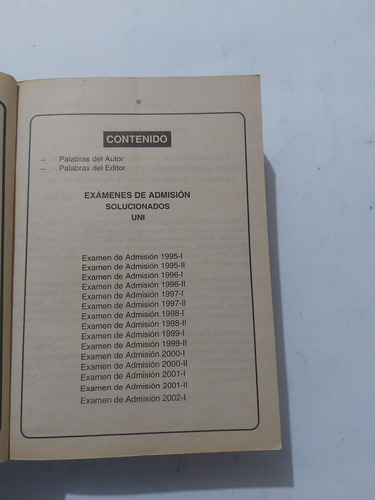 CONTENIDO
– Palabras del Autor
– Palabras del Editor
EXÁMENES DE ADMISIÓN
SOLUCIONADOS
UNI
Examen de Admisión 1995-I
Examen de Admisión 1995-II
Examen de Admisión 1996-I
Examen de Admisión 1996-II
Examen de Admisión 1997-I
Examen de Admisión 1997-II
Examen de Admisión 1998-I
Examen de Admisión 1998-II
Examen de Admisión 1999-I
Examen de Admisión 1999-II
Examen de Admisión 2000-I
Examen de Admisión 2000-II
Examen de Admisión 2001-I
Examen de Admisión 2001-II
Examen de Admisión 2002-I